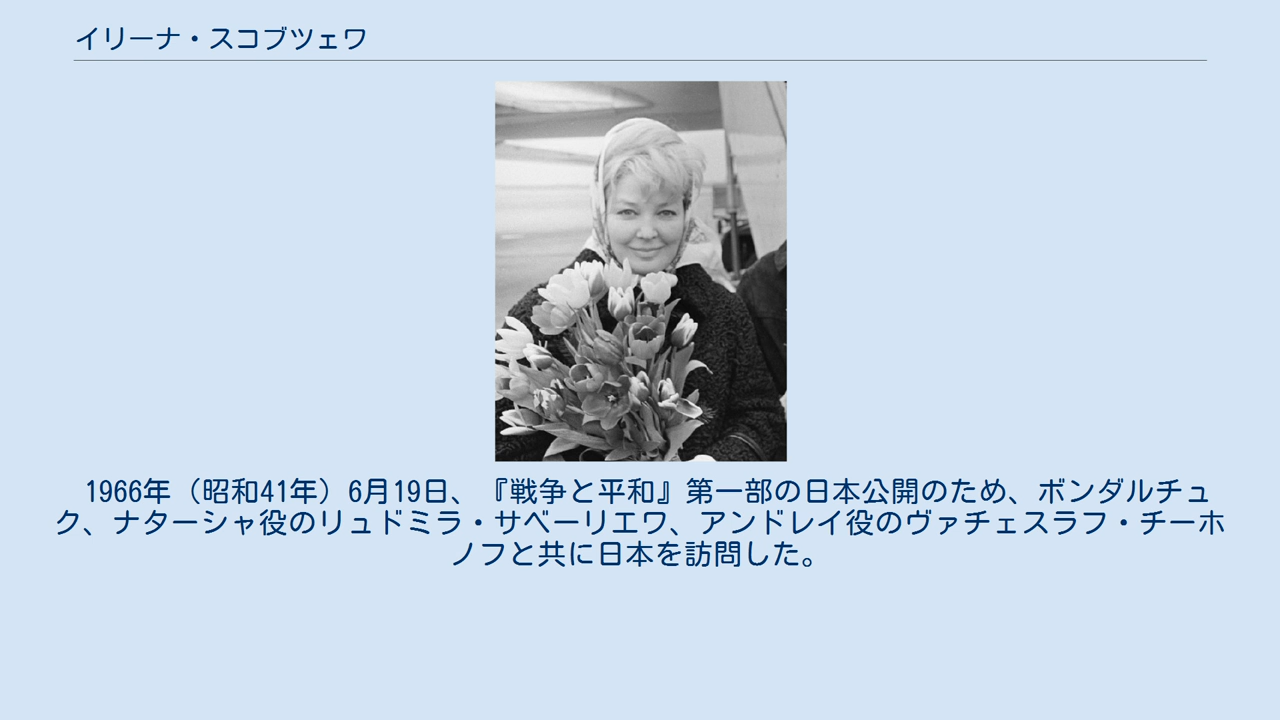 イリーナ・スコブツェワ
1966年（昭和41年）6月19日、『戦争と平和』第一部の日本公開のため、ボンダルチュ
ク、ナターシャ役のリュドミラ・サベーリエワ、アンドレイ役のヴァチェスラフ・チーホ
ノフと共に日本を訪問した。